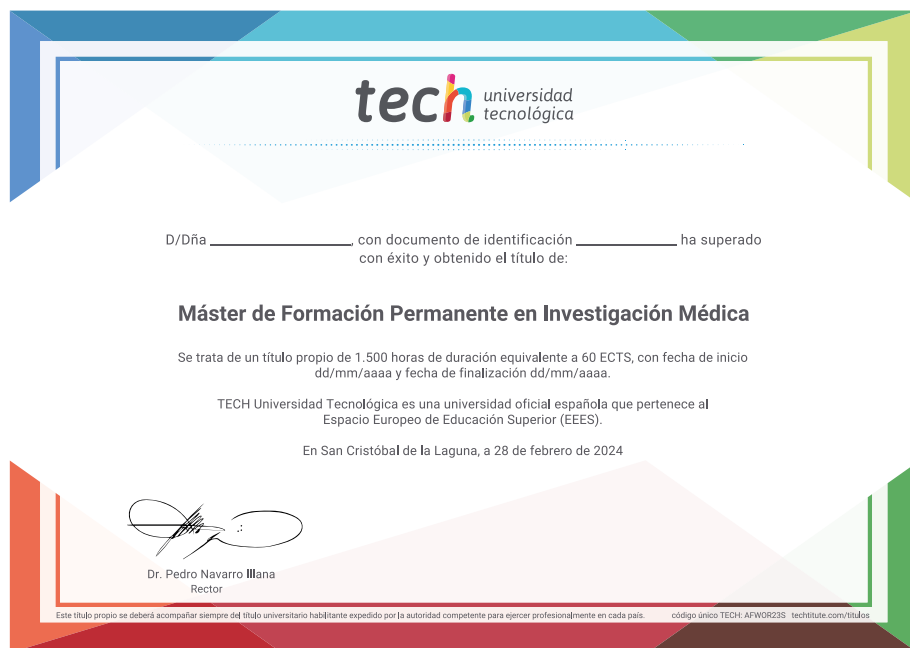 tech universidad
tecnológica
D/Dña ______________, con documento de identificación __________ ha superado
con éxito y obtenido el título de:
Máster de Formación Permanente en Investigación Médica
Se trata de un título propio de 1.500 horas de duración equivalente a 60 ECTS, con fecha de inicio
dd/mm/aaaa y fecha de finalización dd/mm/aaaa.
TECH Universidad Tecnológica es una universidad oficial española que pertenece al
Espacio Europeo de Educación Superior (EEES).
En San Cristóbal de la Laguna, a 28 de febrero de 2024
Dr. Pedro Navarro Illana
Rector
Este título propio se deberá acompañar siempre del título universitario habilitante expedido por la autoridad competente para ejercer profesionalmente en cada país. código único TECH: AFWOR23S techtitute.com/titulos